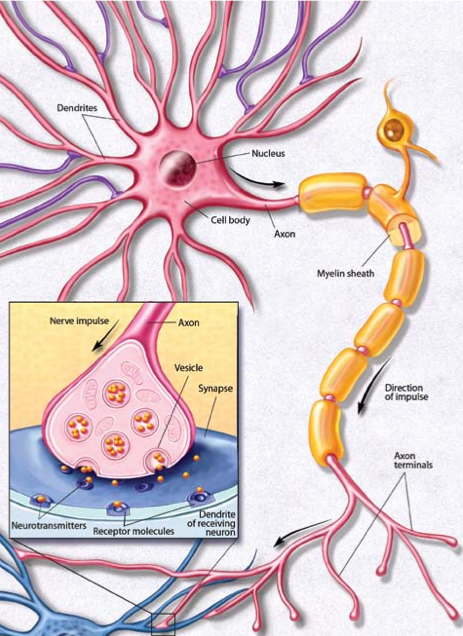 Dendrites
Nucleus
Cell body
Axon
Myelin sheath
Nerve impulse
Axon
Vesicle
Synapse
Direction
of impulse
Axon
terminals
Neurotransmitters
Receptor molecules
Dendrite
of receiving
neuron